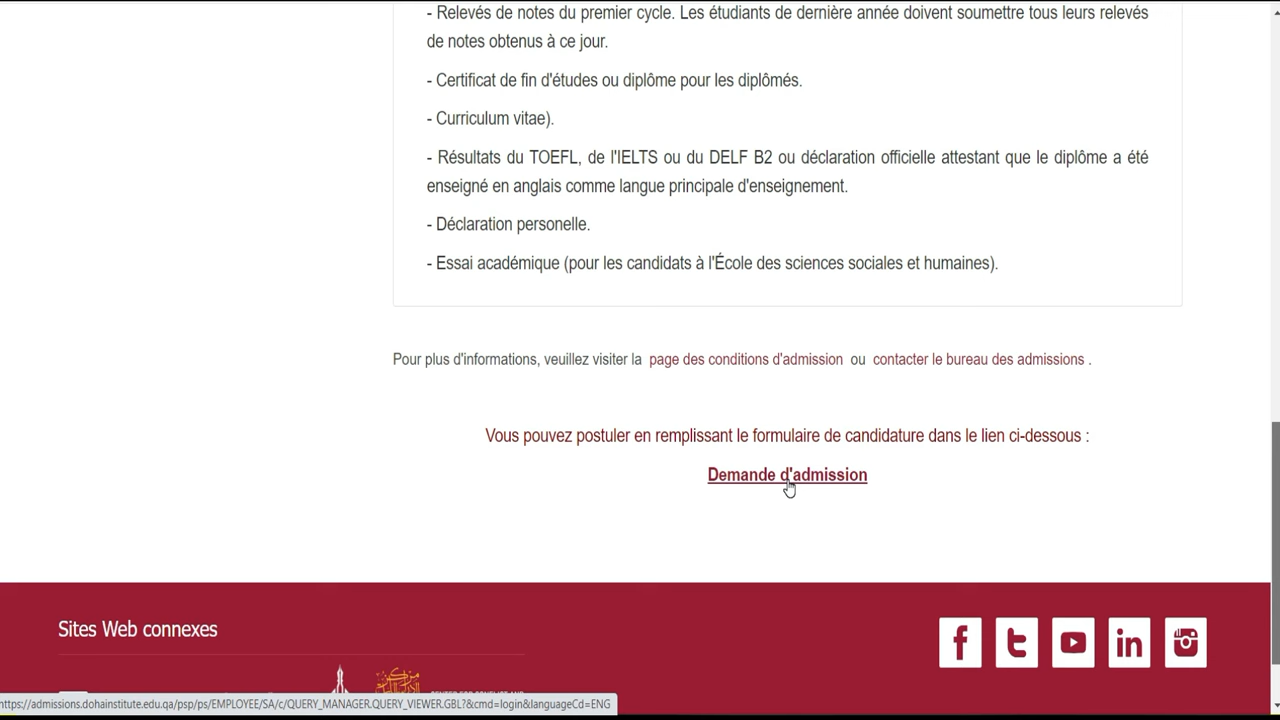 - Relevés de notes du premier cycle. Les étudiants de dernière année doivent soumettre tous leurs relevés
de notes obtenus à ce jour.
- Certificat de fin d'études ou diplôme pour les diplômés.
- Curriculum vitae).
- Résultats du TOEFL, de l'IELTS ou du DELF B2 ou déclaration officielle attestant que le diplôme a été
enseigné en anglais comme langue principale d'enseignement.
- Déclaration personelle.
- Essai académique (pour les candidats à l'École des sciences sociales et humaines).
Pour plus d'informations, veuillez visiter la page des conditions d'admission ou contacter le bureau des admissions .
Vous pouvez postuler en remplissant le formulaire de candidature dans le lien ci-dessous :
Demande d'admission
Sites Web connexes
https://admissions.dohainstitute.edu.qa/psp/ps/EMPLOYEE/SA/c/QUERY_MANAGER.QUERY_VIEWER.GBL?&cmd=login&languageCd=ENG